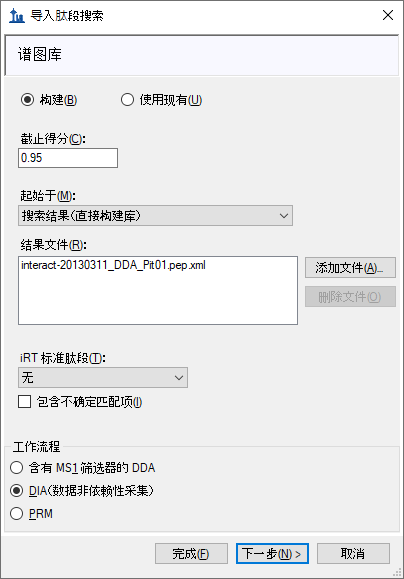 导入肽段搜索
谱图库
构建(B)
使用现有(U)
截止得分(C):
0.95
起始于(M):
搜索结果(直接构建库)
结果文件(R):
interact-20130311_DDA_Pit01.pep.xml
添加文件(A)...
删除文件(O)
iRT 标准肽段(T):
无
包含不确定匹配项(I)
工作流程
含有 MS1 筛选器的 DDA
DIA(数据非依赖性采集)
PRM
完成(F)
下一步(N) >
取消